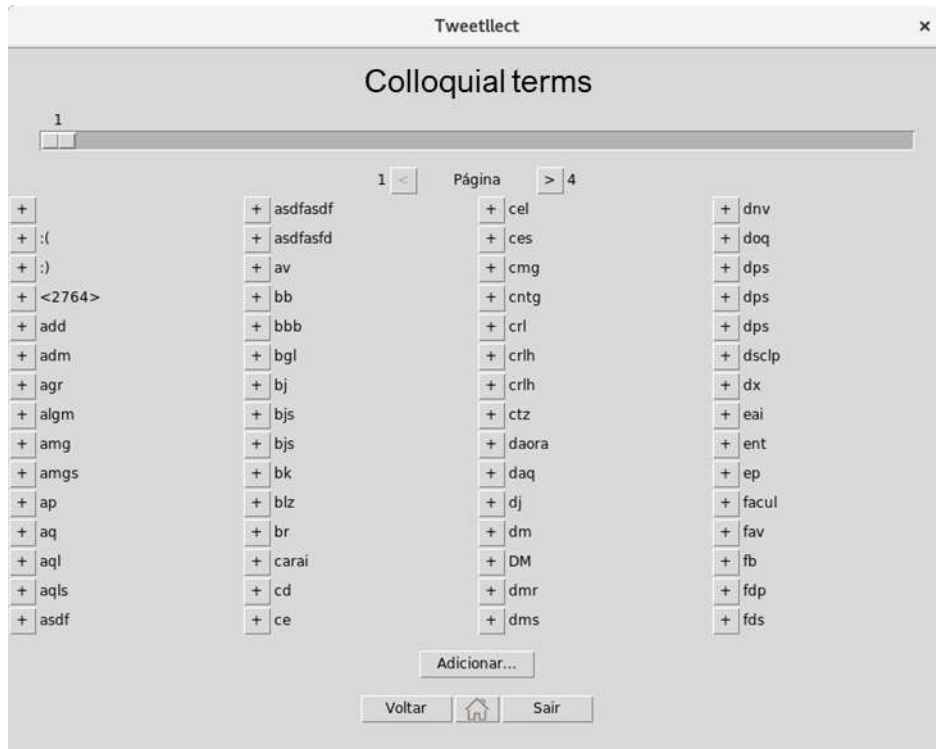 Tweetllect ×
Colloquial terms
1
1 < Página > 4
+ + asdfasdf + cel + dnv
+ :( + asdfasfd + ces + doq
+ :) + av + cmg + dps
+ <2764> + bb + cntg + dps
+ add + bbb + crl + dps
+ adm + bgl + crlh + dsclp
+ agr + bj + crlh + dx
+ algm + bjs + ctz + eai
+ amg + bjs + daora + ent
+ amgs + bk + daq + ep
+ ap + blz + dj + facul
+ aq + br + dm + fav
+ aql + carai + DM + fb
+ aqls + cd + dmr + fdp
+ asdf + ce + dms + fds
Adicionar...
Voltar Sair